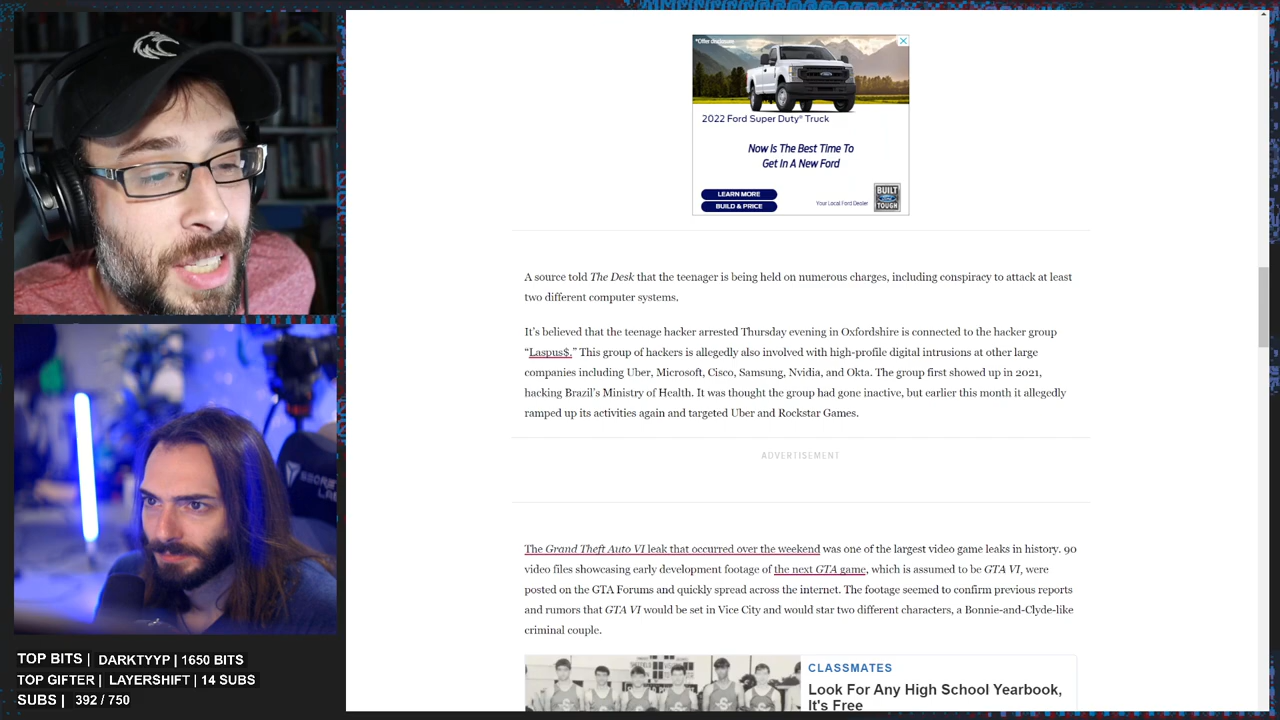 *Offer disclosure
2022 Ford Super Duty® Truck
Now Is The Best Time To
Get In A New Ford
LEARN MORE
BUILD & PRICE
Your Local Ford Dealer
BUILT
Ford
TOUGH
A source told The Desk that the teenager is being held on numerous charges, including conspiracy to attack at least
two different computer systems.
It's believed that the teenage hacker arrested Thursday evening in Oxfordshire is connected to the hacker group
“Laspus$.” This group of hackers is allegedly also involved with high-profile digital intrusions at other large
companies including Uber, Microsoft, Cisco, Samsung, Nvidia, and Okta. The group first showed up in 2021,
hacking Brazil’s Ministry of Health. It was thought the group had gone inactive, but earlier this month it allegedly
ramped up its activities again and targeted Uber and Rockstar Games.
ADVERTISEMENT
The Grand Theft Auto VI leak that occurred over the weekend was one of the largest video game leaks in history. 90
video files showcasing early development footage of the next GTA game, which is assumed to be GTA VI, were
posted on the GTA Forums and quickly spread across the internet. The footage seemed to confirm previous reports
and rumors that GTA VI would be set in Vice City and would star two different characters, a Bonnie-and-Clyde-like
criminal couple.
CLASSMATES
Look For Any High School Yearbook,
It's Free
TOP BITS | DARKTYYP | 1650 BITS
TOP GIFTER | LAYERSHIFT | 14 SUBS
SUBS | 392 / 750